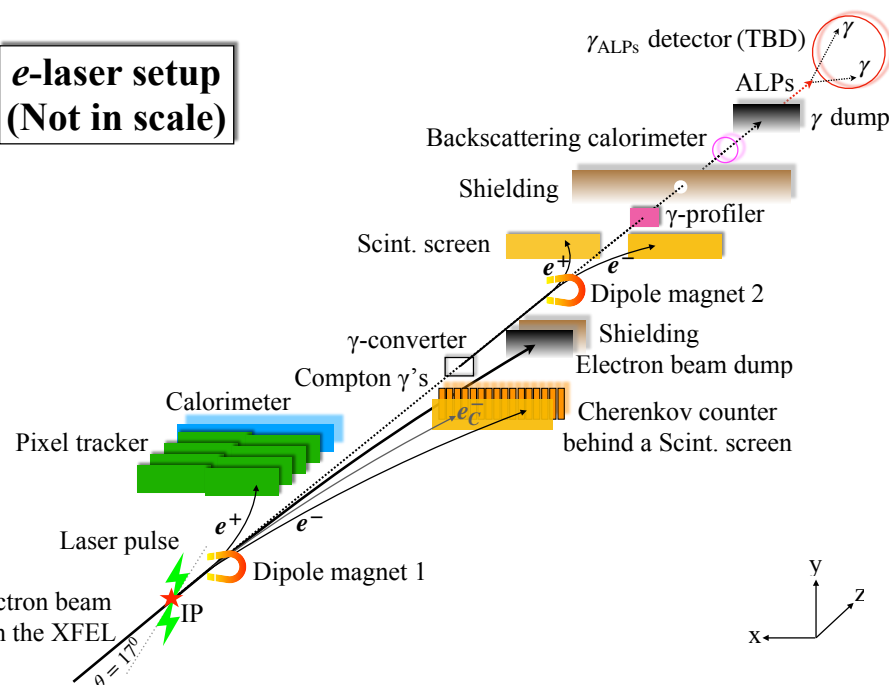 e-laser setup
(Not in scale)
γALPs detector (TBD)
γ
γ
ALPs
γ dump
Backscattering calorimeter
Shielding
γ-profiler
Scint. screen
e+
e−
Dipole magnet 2
γ-converter
Shielding
Electron beam dump
Compton γ's
Calorimeter
e−C
Cherenkov counter
behind a Scint. screen
Pixel tracker
e+
e−
Laser pulse
Dipole magnet 1
IP
ctron beam
the XFEL
θ = 17⁰
y
z
x